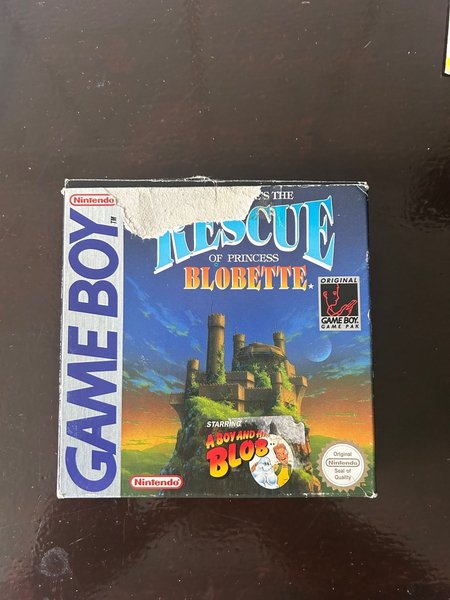 Nintendo
GAME BOY
TM
'S THE
RESCUE
OF PRINCESS
BLOBETTE
ORIGINAL
GAME BOY
GAME PAK
STARRING
A BOY AND HIS
BLOB
Nintendo
Original
Nintendo
Seal of
Quality